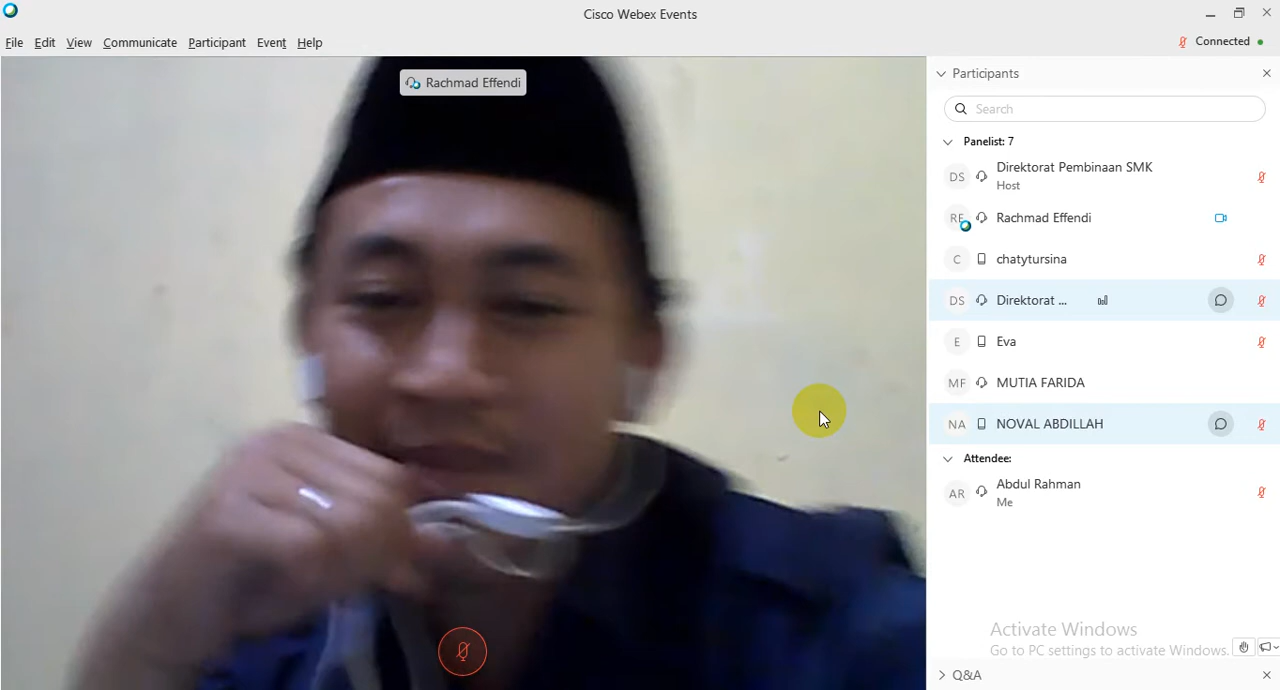 Cisco Webex Events
File Edit View Communicate Participant Event Help
Connected
Rachmad Effendi
Participants
Search
Panelist: 7
DS Direktorat Pembinaan SMK
Host
RE Rachmad Effendi
C chatytursina
DS Direktorat ...
E Eva
MF MUTIA FARIDA
NA NOVAL ABDILLAH
Attendee:
AR Abdul Rahman
Me
Activate Windows
Go to PC settings to activate Windows.
Q&A